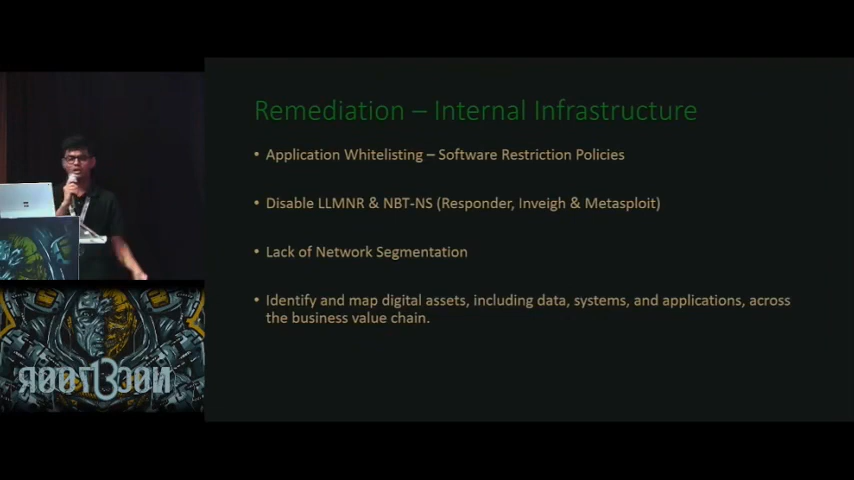 Remediation – Internal Infrastructure
• Application Whitelisting – Software Restriction Policies
• Disable LLMNR & NBT-NS (Responder, Inveigh & Metasploit)
• Lack of Network Segmentation
• Identify and map digital assets, including data, systems, and applications, across
the business value chain.